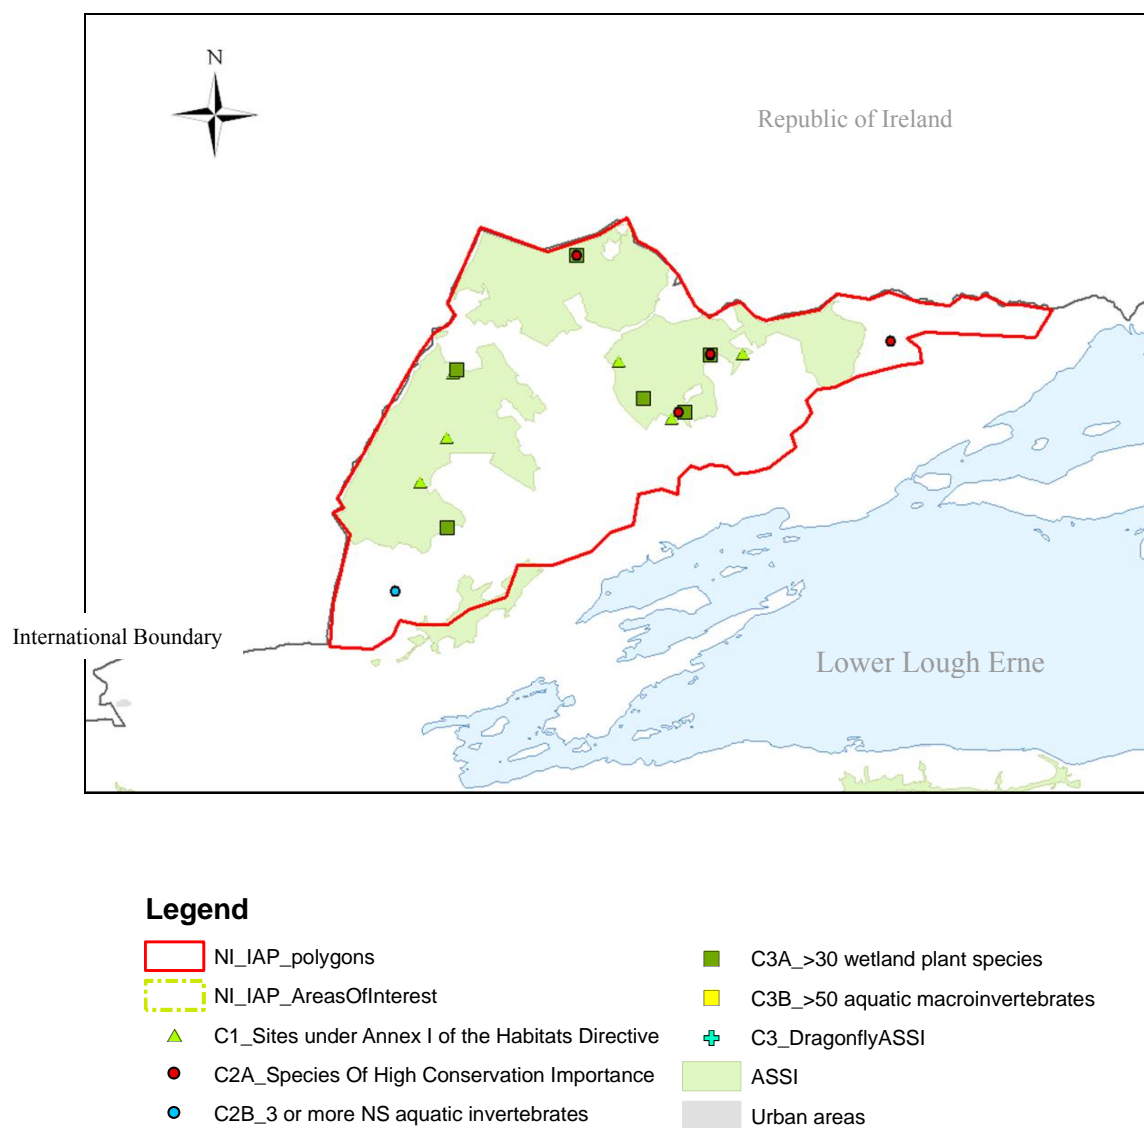 N
Republic of Ireland
International Boundary
Lower Lough Erne
Legend
NI_IAP_polygons
NI_IAP_AreasOfInterest
C1_Sites under Annex I of the Habitats Directive
C2A_Species Of High Conservation Importance
C2B_3 or more NS aquatic invertebrates
C3A_>30 wetland plant species
C3B_>50 aquatic macroinvertebrates
C3_DragonflyASSI
ASSI
Urban areas